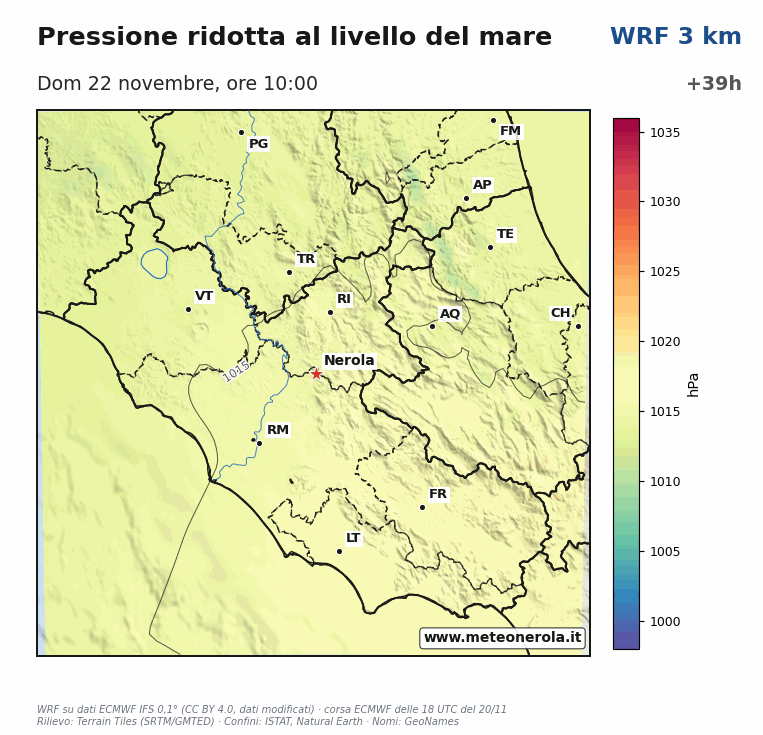 Pressione ridotta al livello del mare
WRF 3 km
Dom 22 novembre, ore 10:00
+39h
FM
PG
AP
TE
TR
VT
RI
AQ
CH
Nerola
1015
RM
FR
LT
www.meteonerola.it
1035
1030
1025
1020
1015
1010
1005
1000
hPa
WRF su dati ECMWF IFS 0,1° (CC BY 4.0, dati modificati) · corsa ECMWF delle 18 UTC del 20/11
Rilievo: Terrain Tiles (SRTM/GMTED) · Confini: ISTAT, Natural Earth · Nomi: GeoNames